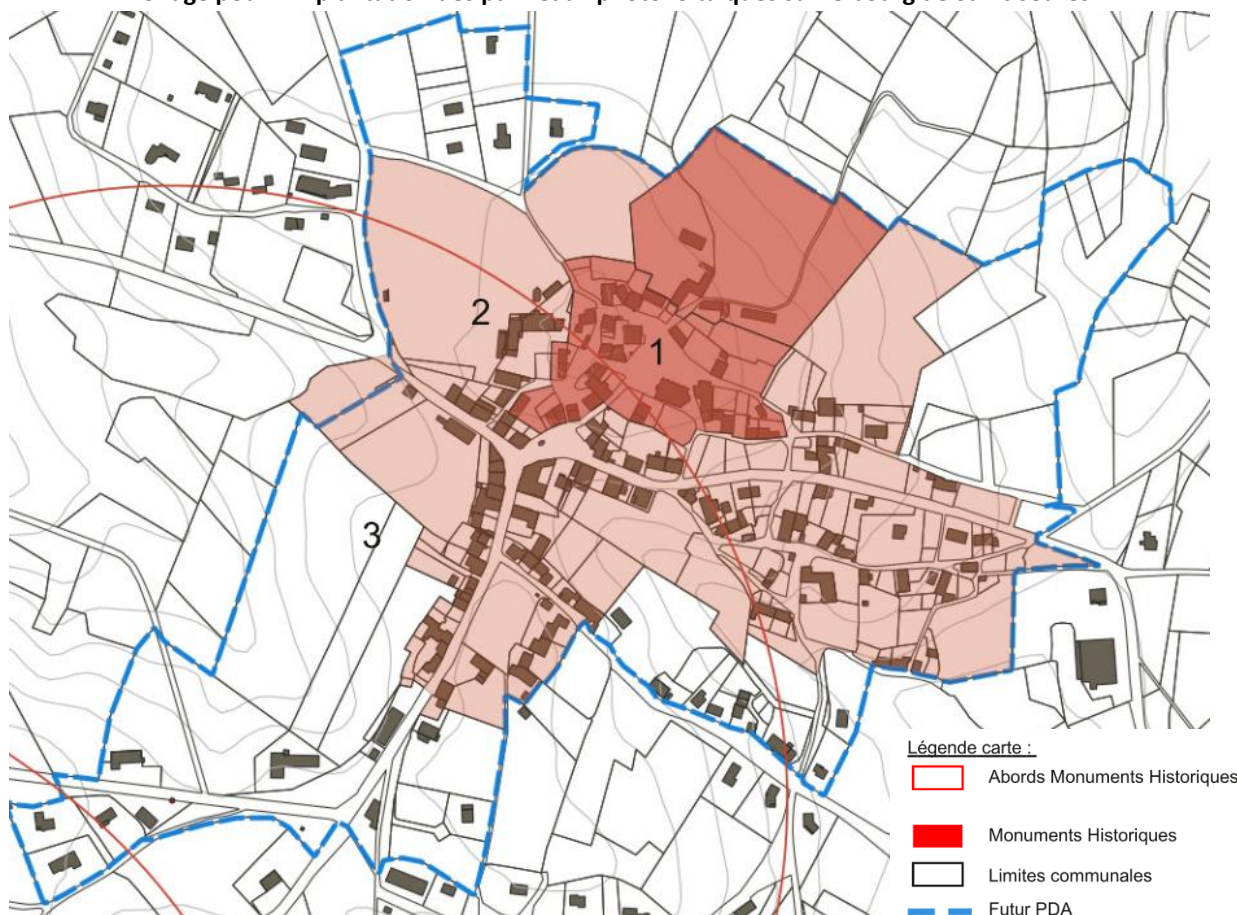 2
1
3
Légende carte :
Abords Monuments Historiques
Monuments Historiques
Limites communales
Futur PDA